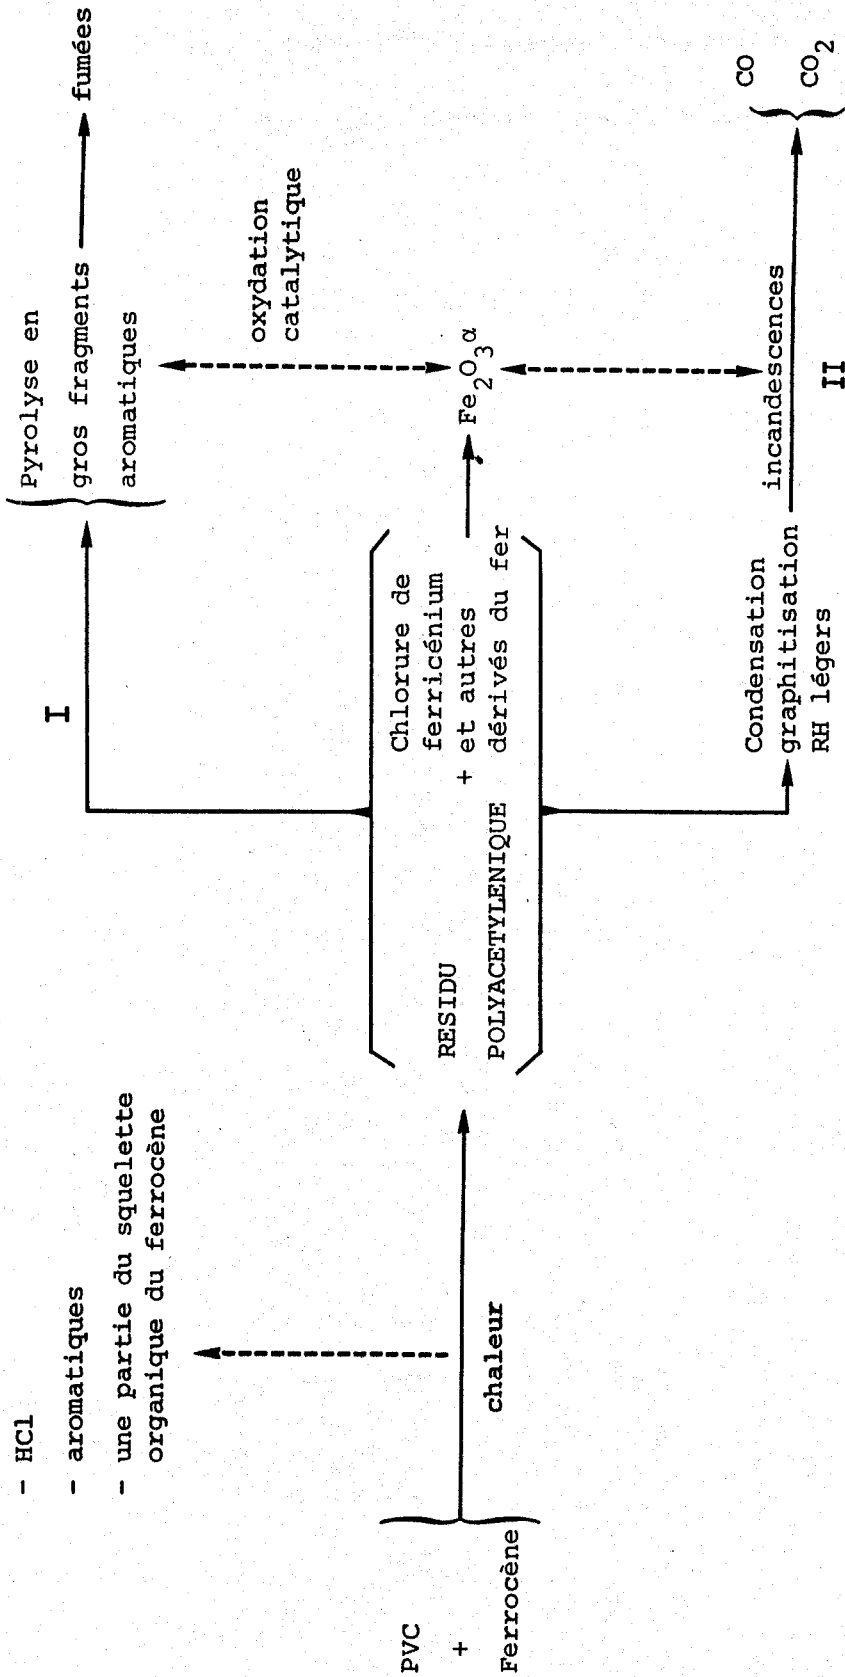 - HCl
- aromatiques
- une partie du squelette
organique du ferrocène
PVC
+
Ferrocène
chaleur
RESIDU
POLYACETYLENIQUE
+
Chlorure de
ferricénium
et autres
dérivés du fer
I
Pyrolyse en
gros fragments
aromatiques
fumées
oxydation
catalytique
Fe2O3α
Condensation
graphitisation
RH légers
incandescences
II
CO
CO2